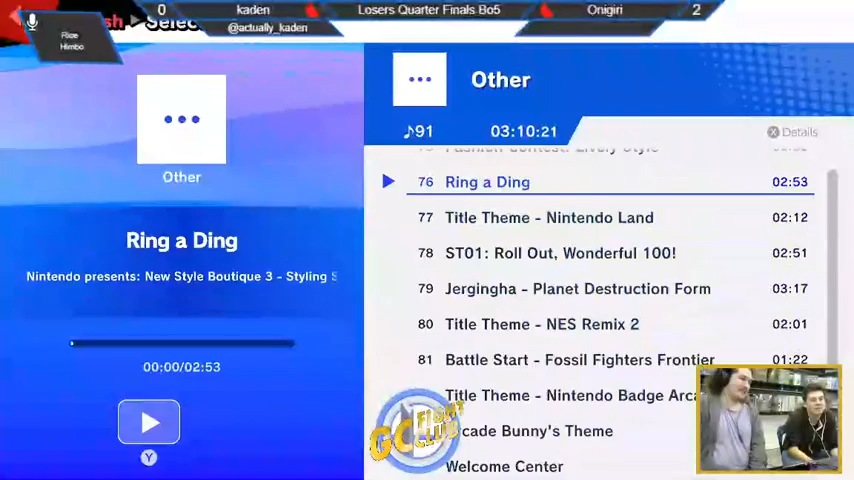 0
kaden
Losers Quarter Finals Bo5
Onigiri
2
@actually_kaden
Rice
Himbo
Other
♪91
03:10:21
X Details
76 Ring a Ding 02:53
77 Title Theme - Nintendo Land 02:12
78 ST01: Roll Out, Wonderful 100! 02:51
79 Jergingha - Planet Destruction Form 03:17
80 Title Theme - NES Remix 2 02:01
81 Battle Start - Fossil Fighters Frontier 01:22
Title Theme - Nintendo Badge Arca
rcade Bunny's Theme
Welcome Center
Other
Ring a Ding
Nintendo presents: New Style Boutique 3 - Styling S
00:00/02:53
Y
GC FIGHT CLUB